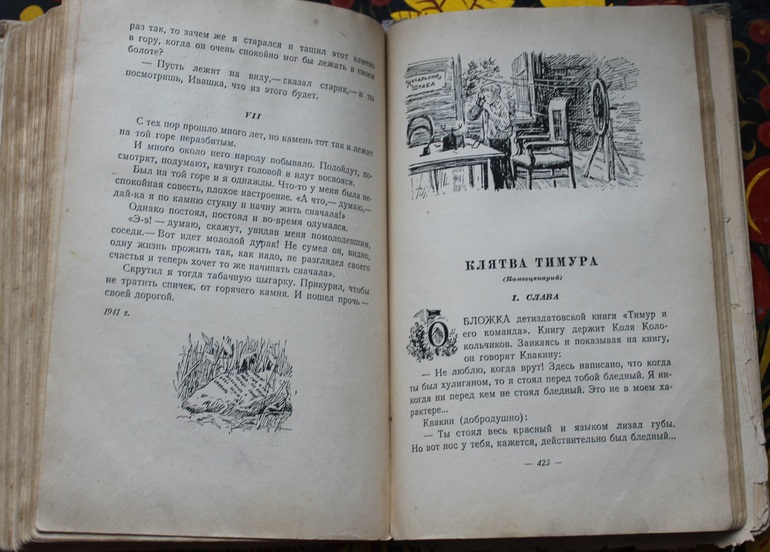 раз так, то зачем же я старался и тащил этот камень
в гору, когда он очень спокойно мог бы лежать в своем
болоте?
— Пусть лежит на виду,— сказал старик,— и ты
посмотришь, Ивашка, что из этого будет.
VII
С тех пор прошло много лет, но камень тот так и лежит
на той горе неразбитым.
И много около него народу побывало. Подойдут, по-
смотрят, подумают, качнут головой и идут восвояси.
Был на той горе и я однажды. Что-то у меня была не-
спокойная совесть, плохое настроение. «А что,— думаю,—
дай-ка я по камню стукну и начну жить сначала!»
Однако постоял, постоял и во-время одумался.
«Э-э! — думаю, скажут, увидав меня помолодевшим,
соседи.— Вот идет молодой дурак! Не сумел он, видно,
одну жизнь прожить так, как надо, не разглядел своего
счастья и теперь хочет то же начинать сначала».
Скрутил я тогда табачную цыгарку. Прикурил, чтобы
не тратить спичек, от горячего камня. И пошел прочь —
своей дорогой.
1941 г.
ШТАБА
КЛЯТВА ТИМУРА
(Киносценарий)
I. СЛАВА
ОБЛОЖКА детиздатовской книги «Тимур и
его команда». Книгу держит Коля Коло-
кольчиков. Заикаясь и показывая на книгу,
он говорит Квакину:
— Не люблю, когда врут! Здесь написано, что когда
ты был хулиганом, то я стоял перед тобой бледный. Я ни-
когда ни перед кем не стоял бледный. Это не в моем ха-
рактере...
Квакин (добродушно):
— Ты стоял весь красный и языком лизал губы.
Но вот нос у тебя, кажется, действительно был бледный...
— 423 —